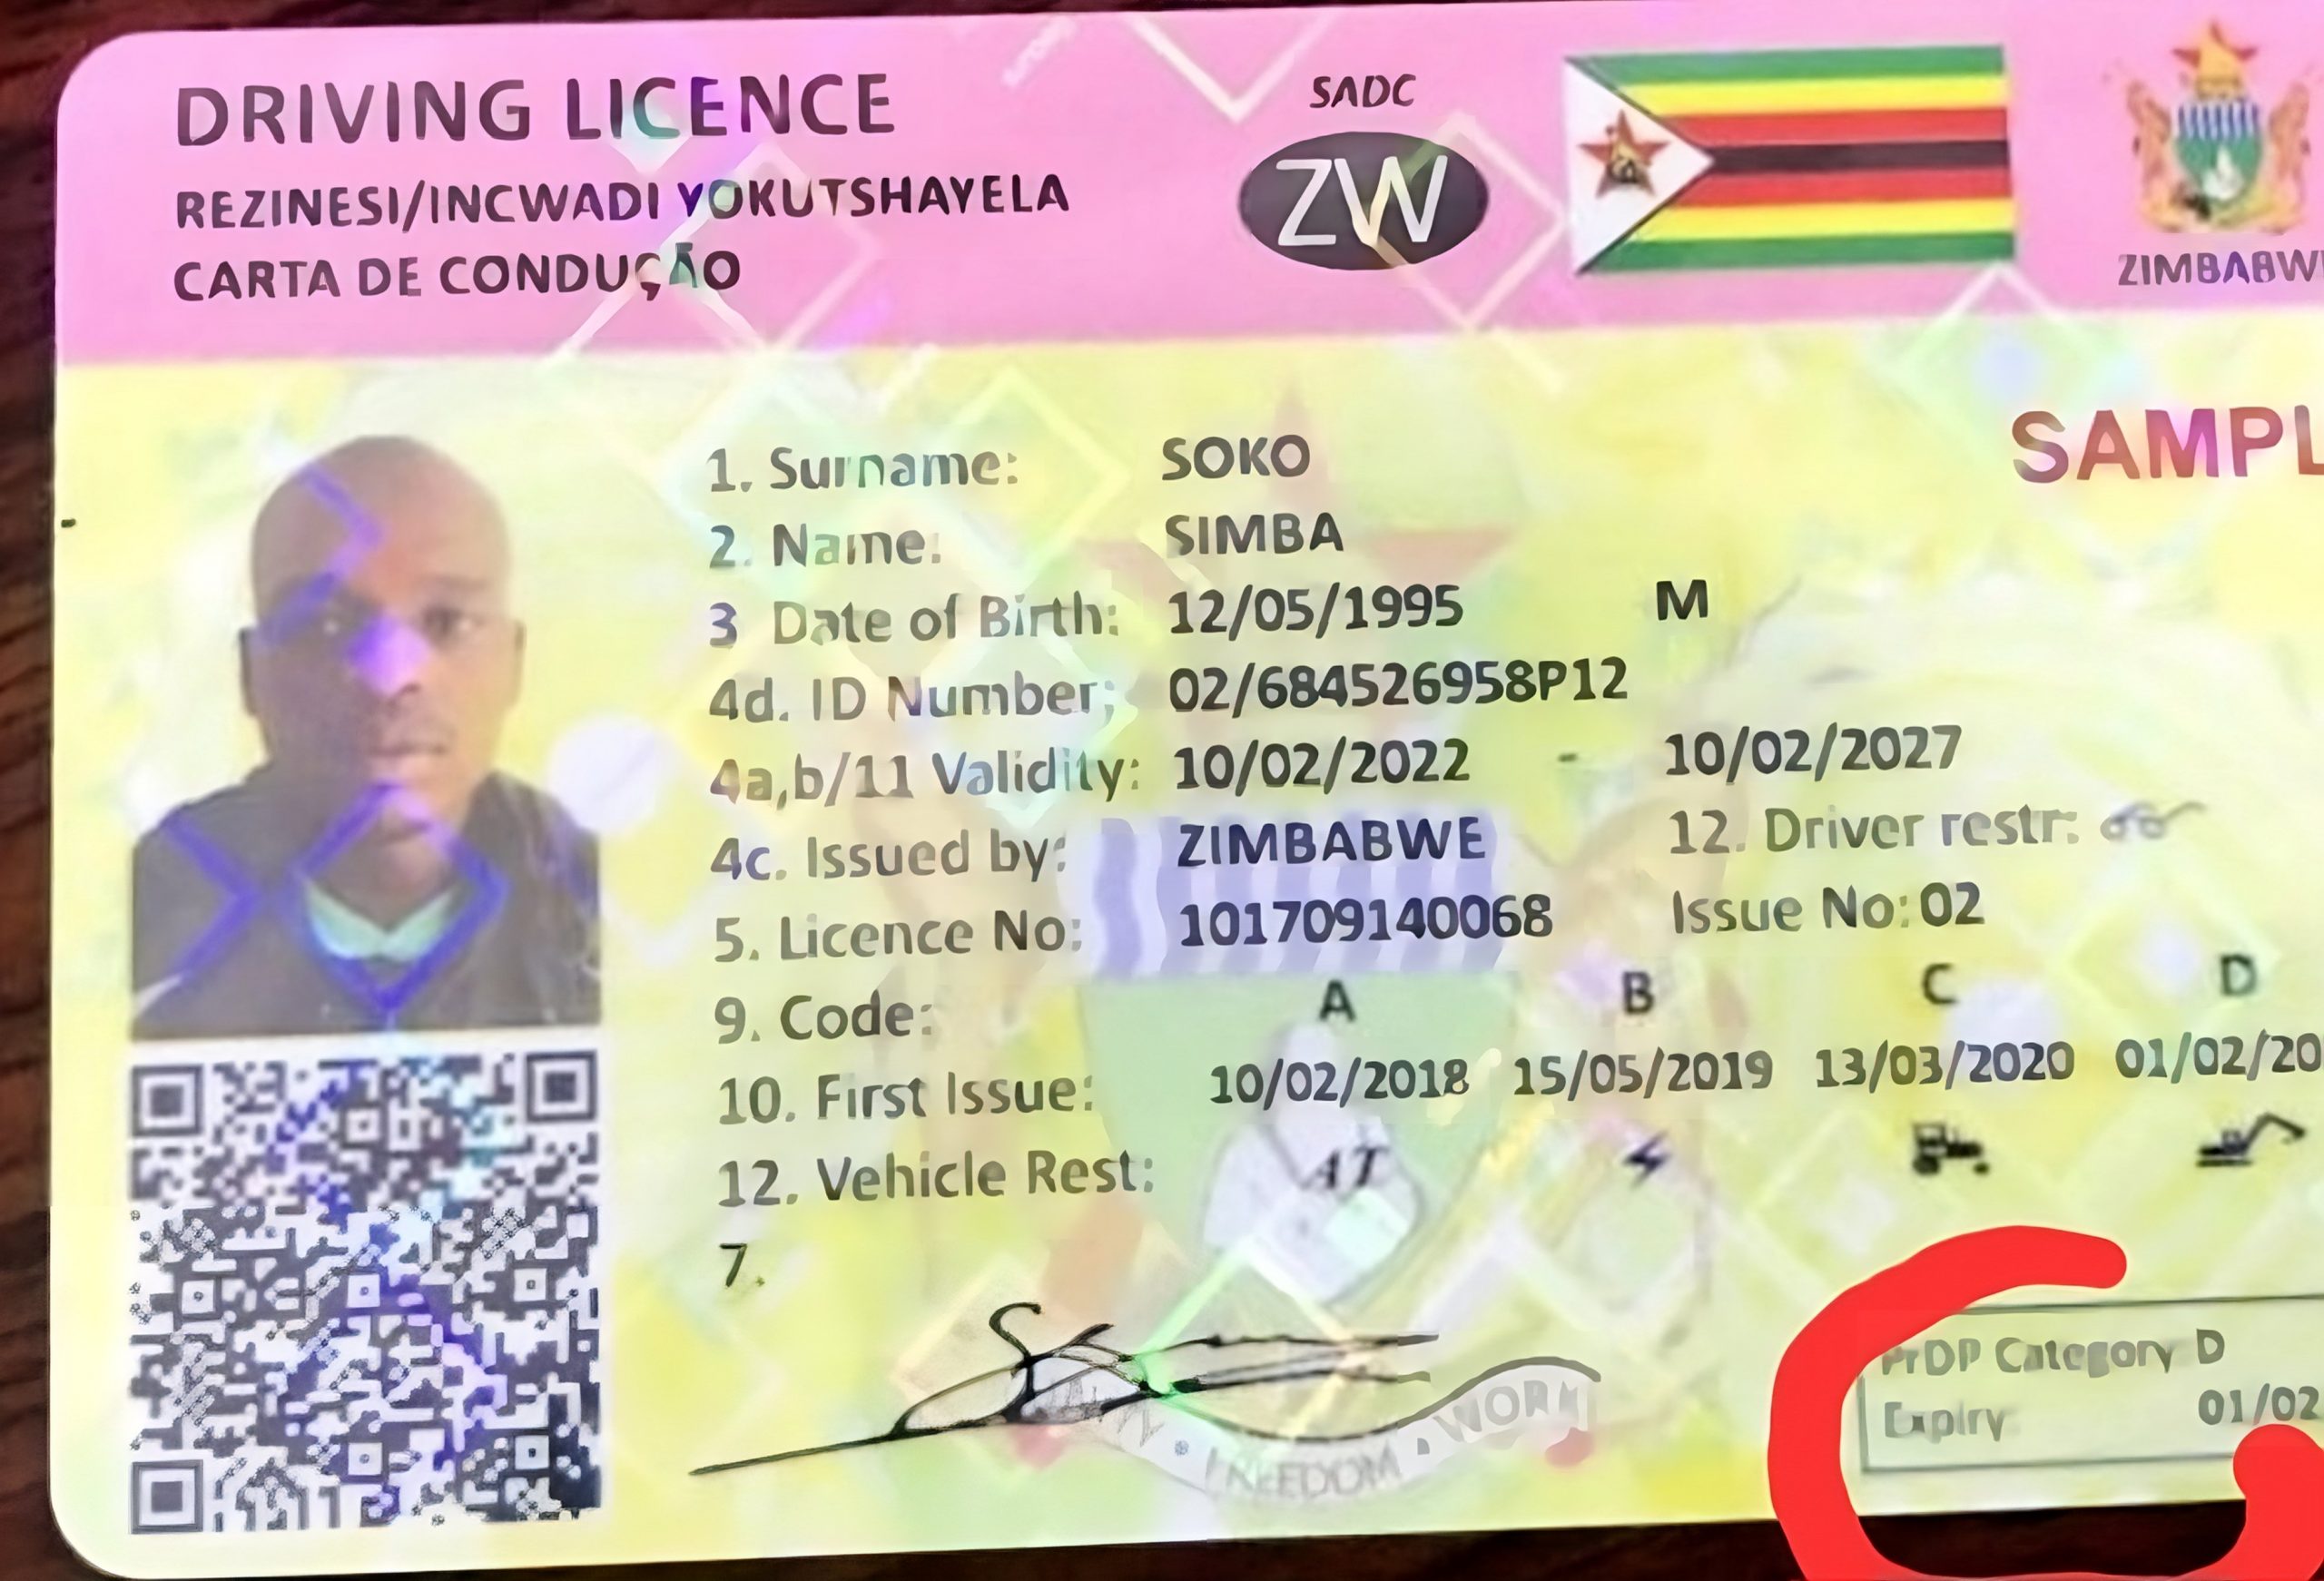 DRIVING LICENCE
REZINESI/INCWADI YOKUTSHAYELA
CARTA DE CONDUÇÃO
SADC
ZW
ZIMBABW
SAMPL
1. Surname: SOKO
2. Name: SIMBA
3 Date of Birth: 12/05/1995 M
4d. ID Number: 02/684526958P12
4a,b/11 Validity: 10/02/2022 - 10/02/2027
4c. Issued by: ZIMBABWE 12. Driver restr:
5. Licence No: 101709140068 Issue No: 02
9. Code: A B C D
10. First Issue: 10/02/2018 15/05/2019 13/03/2020 01/02/20
12. Vehicle Rest: AT
7.
PrDP Category D
Expiry 01/02
FREEDOM • WORK